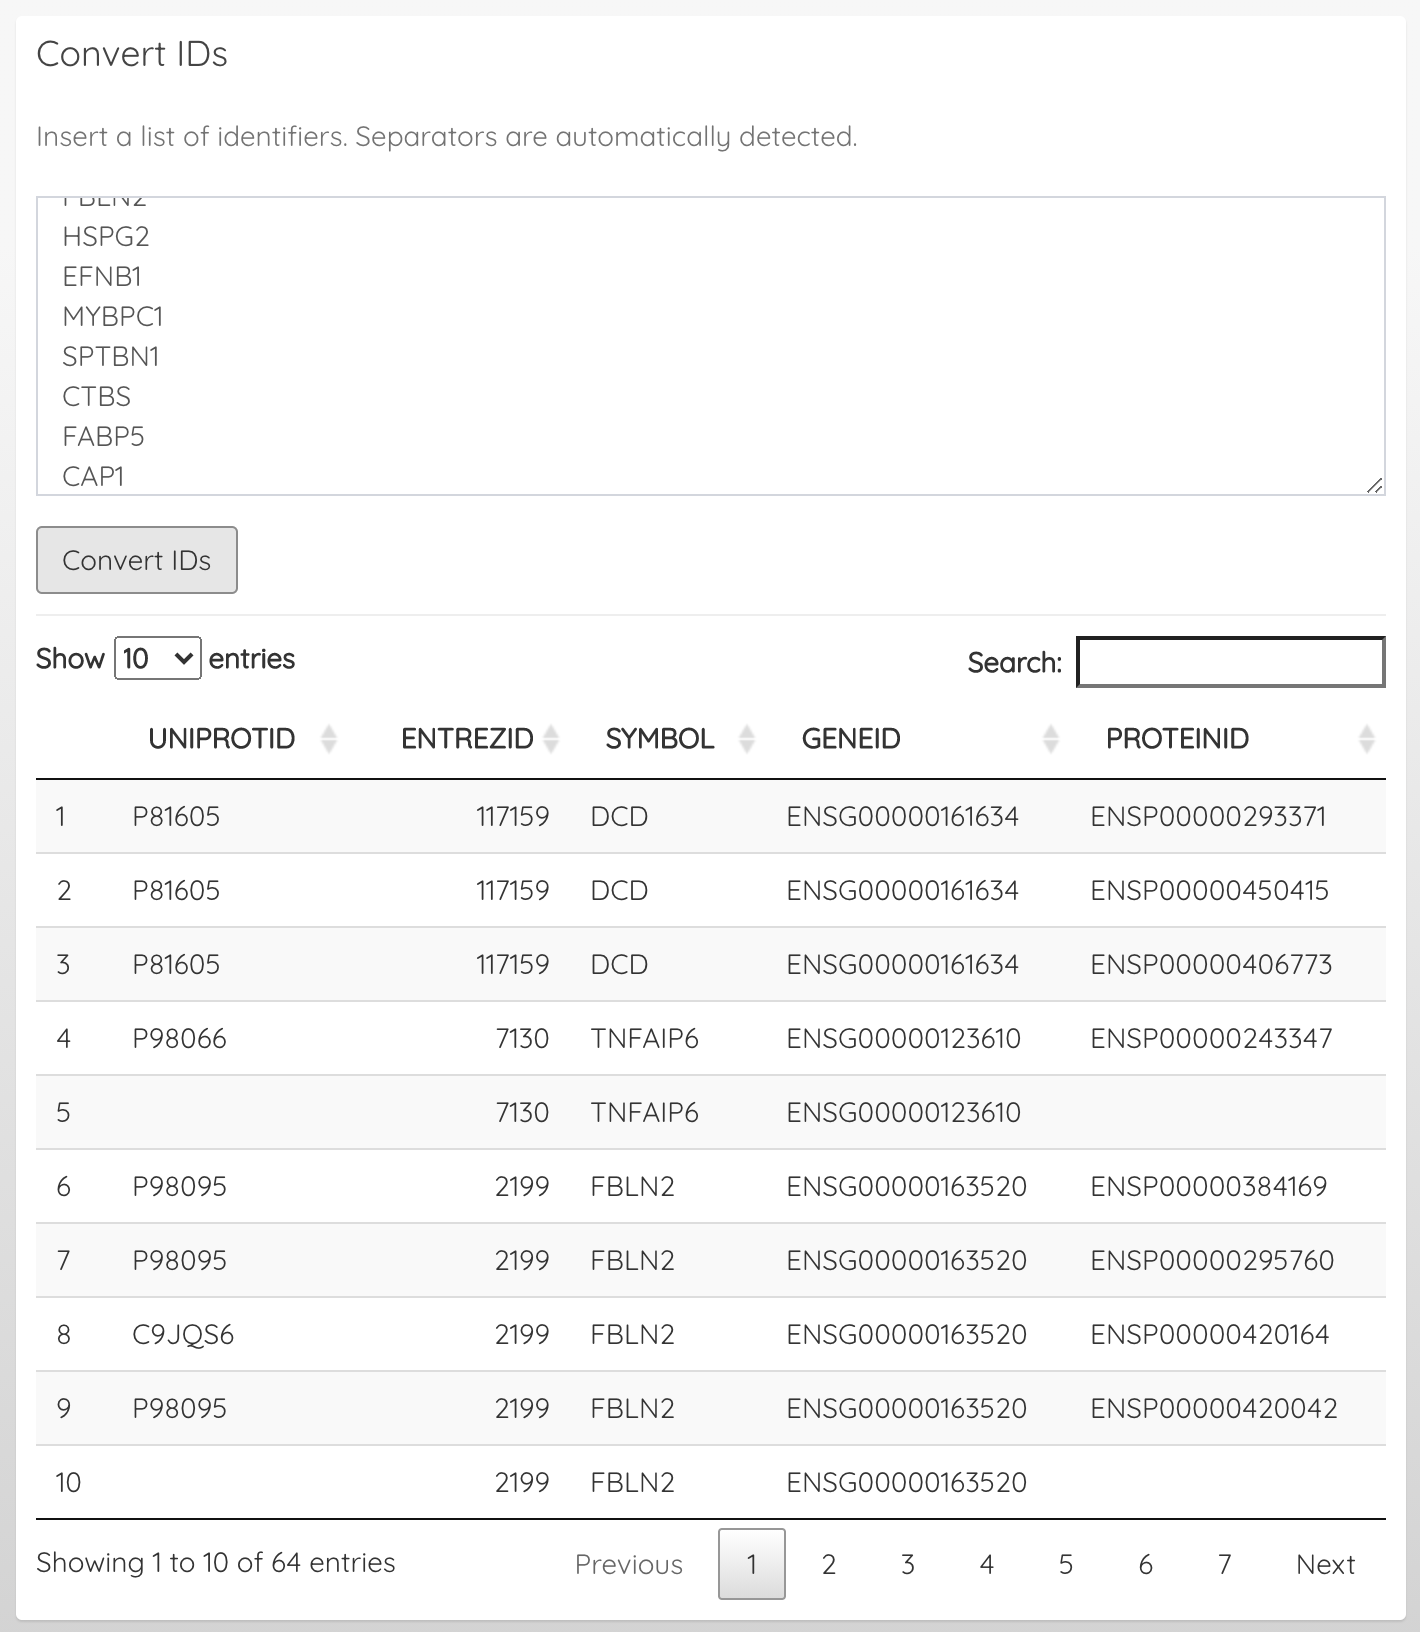 Convert IDs
Insert a list of identifiers. Separators are automatically detected.
FBLN2
HSPG2
EFNB1
MYBPC1
SPTBN1
CTBS
FABP5
CAP1
Convert IDs
Show 10 entries Search:
UNIPROTID ENTREZID SYMBOL GENEID PROTEINID
1 P81605 117159 DCD ENSG00000161634 ENSP00000293371
2 P81605 117159 DCD ENSG00000161634 ENSP00000450415
3 P81605 117159 DCD ENSG00000161634 ENSP00000406773
4 P98066 7130 TNFAIP6 ENSG00000123610 ENSP00000243347
5 7130 TNFAIP6 ENSG00000123610
6 P98095 2199 FBLN2 ENSG00000163520 ENSP00000384169
7 P98095 2199 FBLN2 ENSG00000163520 ENSP00000295760
8 C9JQS6 2199 FBLN2 ENSG00000163520 ENSP00000420164
9 P98095 2199 FBLN2 ENSG00000163520 ENSP00000420042
10 2199 FBLN2 ENSG00000163520
Showing 1 to 10 of 64 entries Previous 1 2 3 4 5 6 7 Next